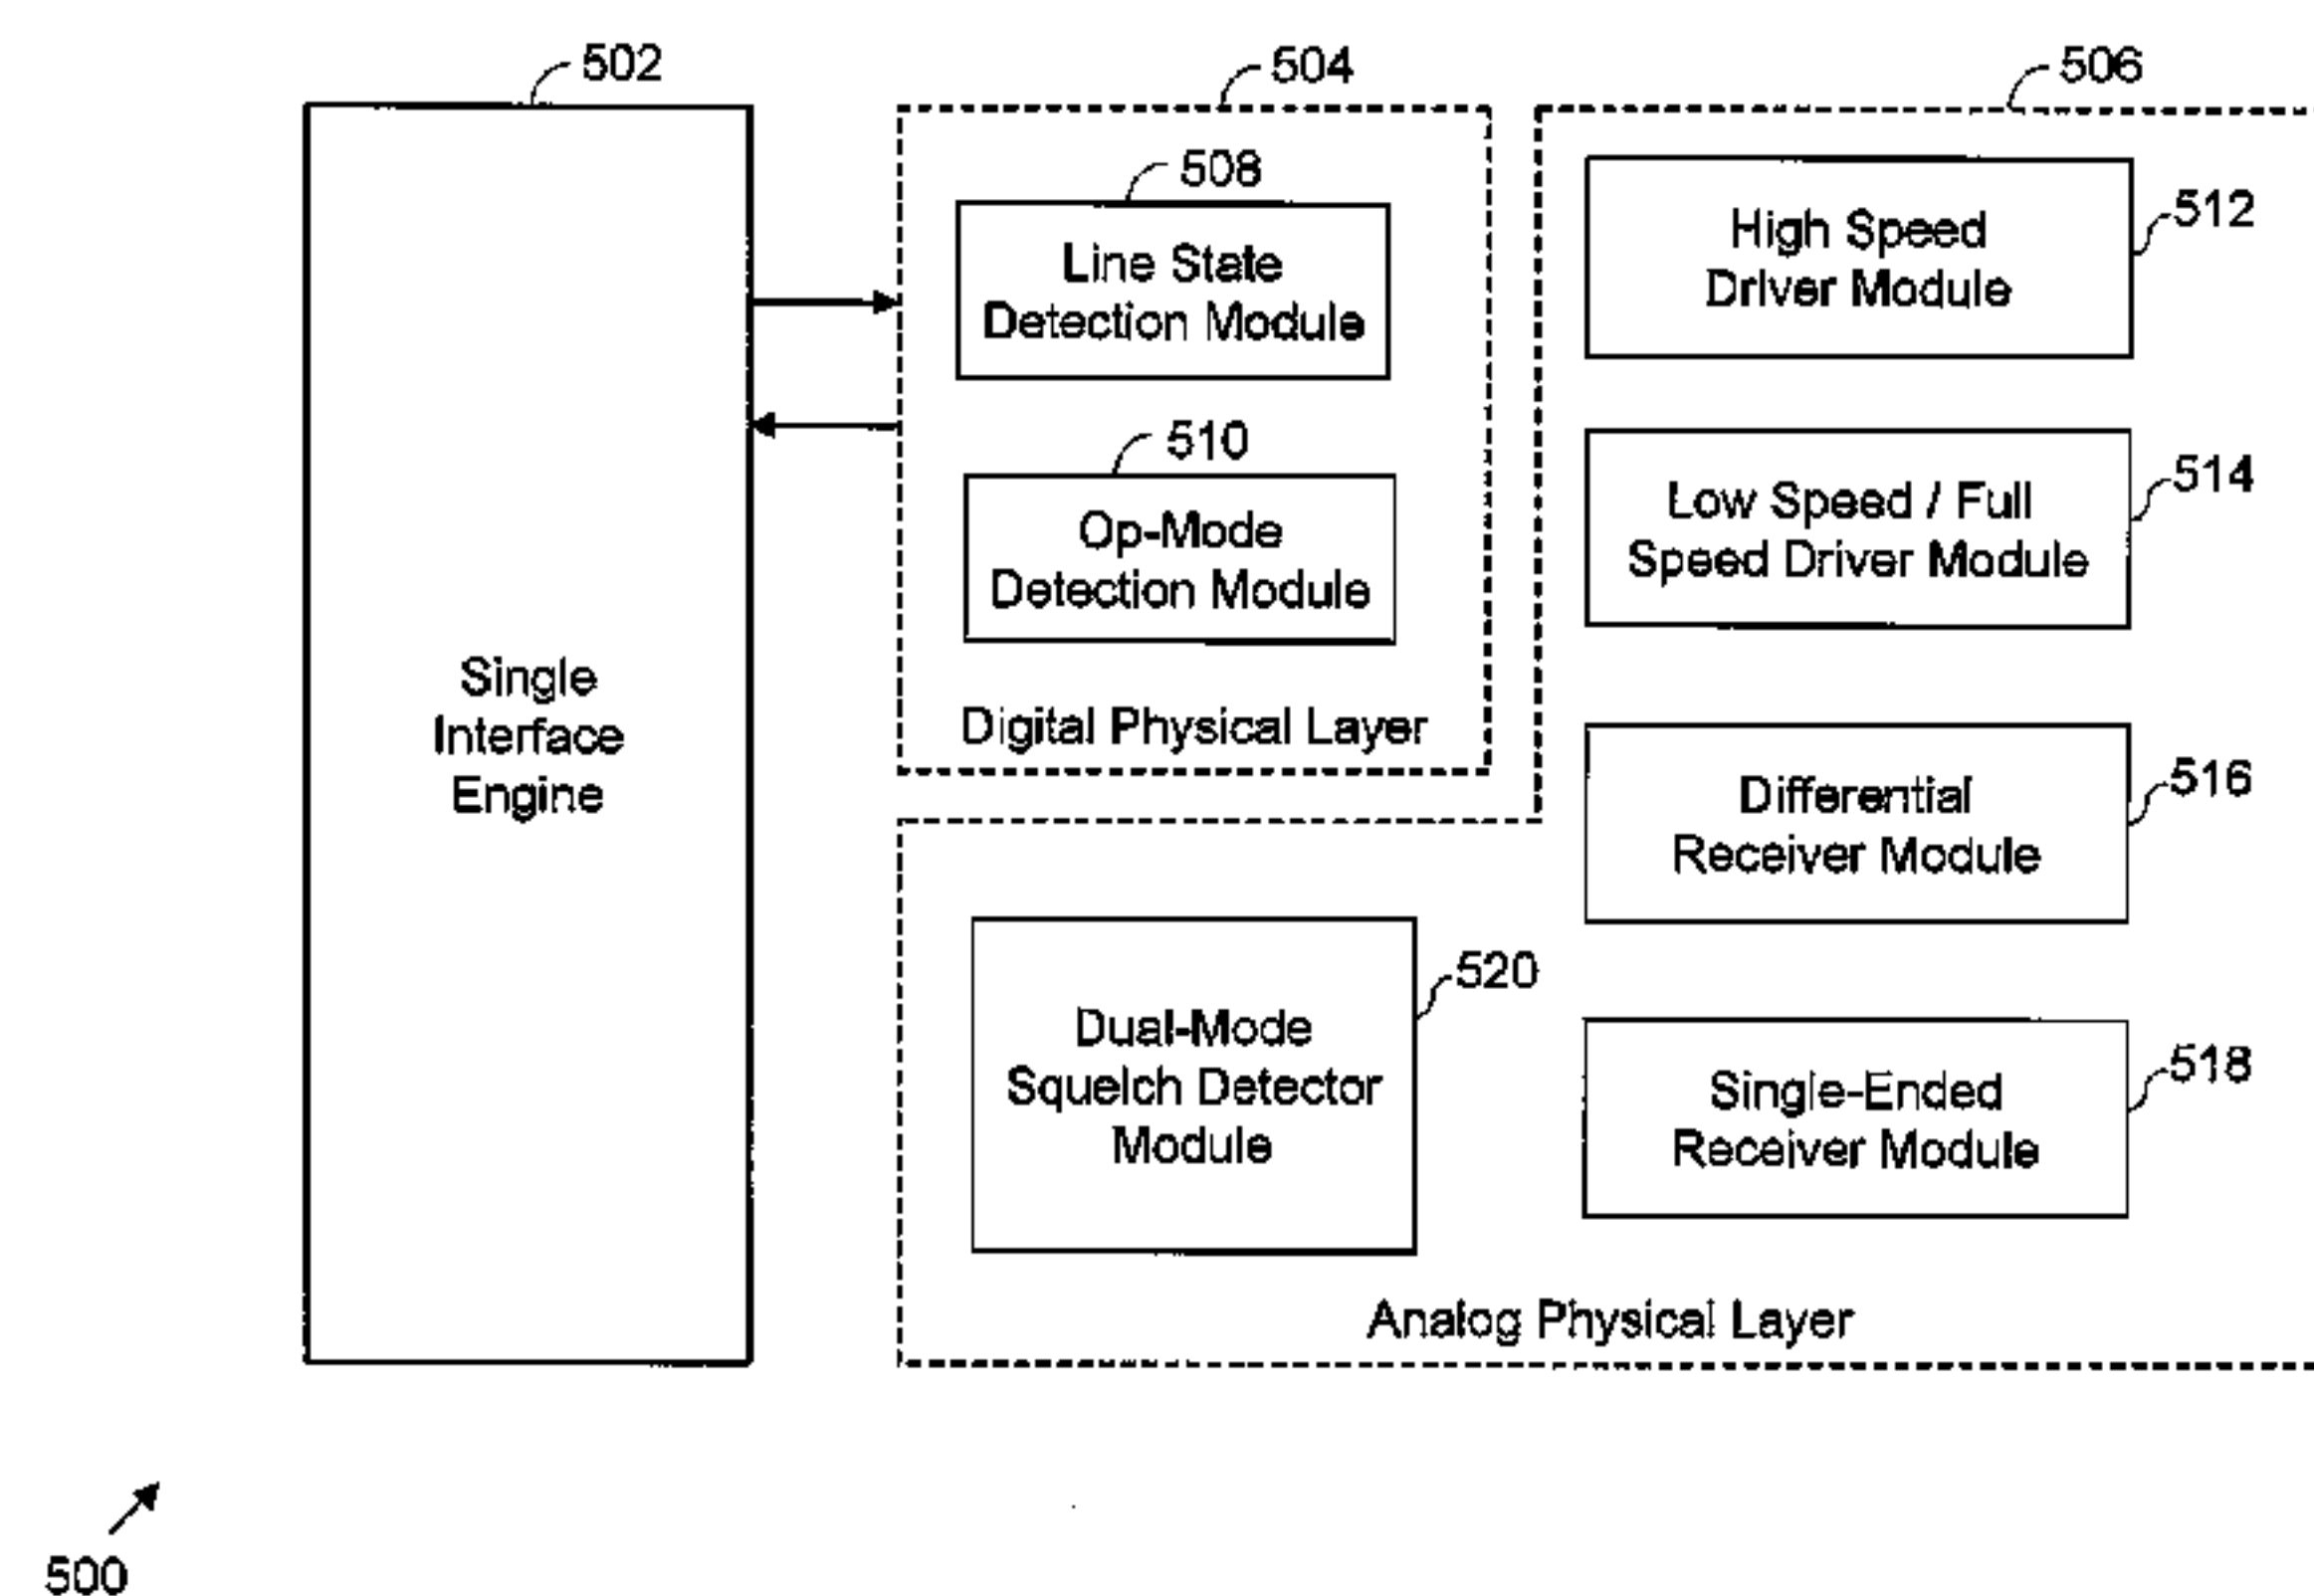 502
504
506
508
Line State
Detection Module
510
Op-Mode
Detection Module
Digital Physical Layer
Single
Interface
Engine
High Speed
Driver Module
512
Low Speed / Full
Speed Driver Module
514
Differential
Receiver Module
516
Single-Ended
Receiver Module
518
Dual-Mode
Squelch Detector
Module
520
Analog Physical Layer
500